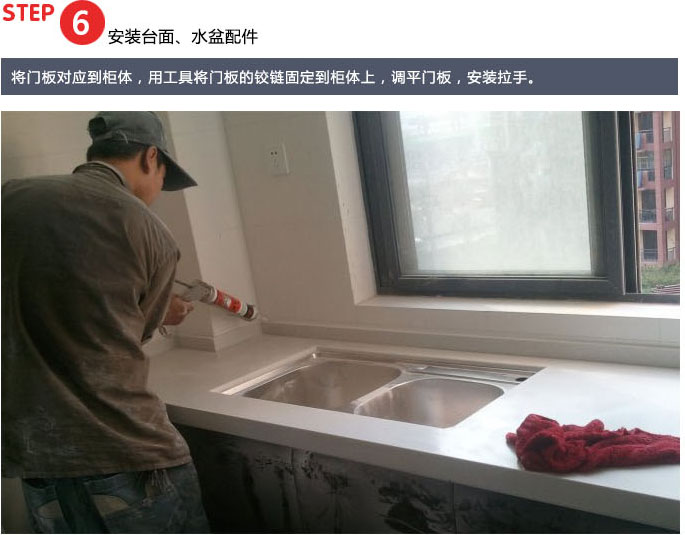 STEP 6 安装台面、水盆配件
将门板对应到柜体，用工具将门板的铰链固定到柜体上，调平门板，安装拉手。